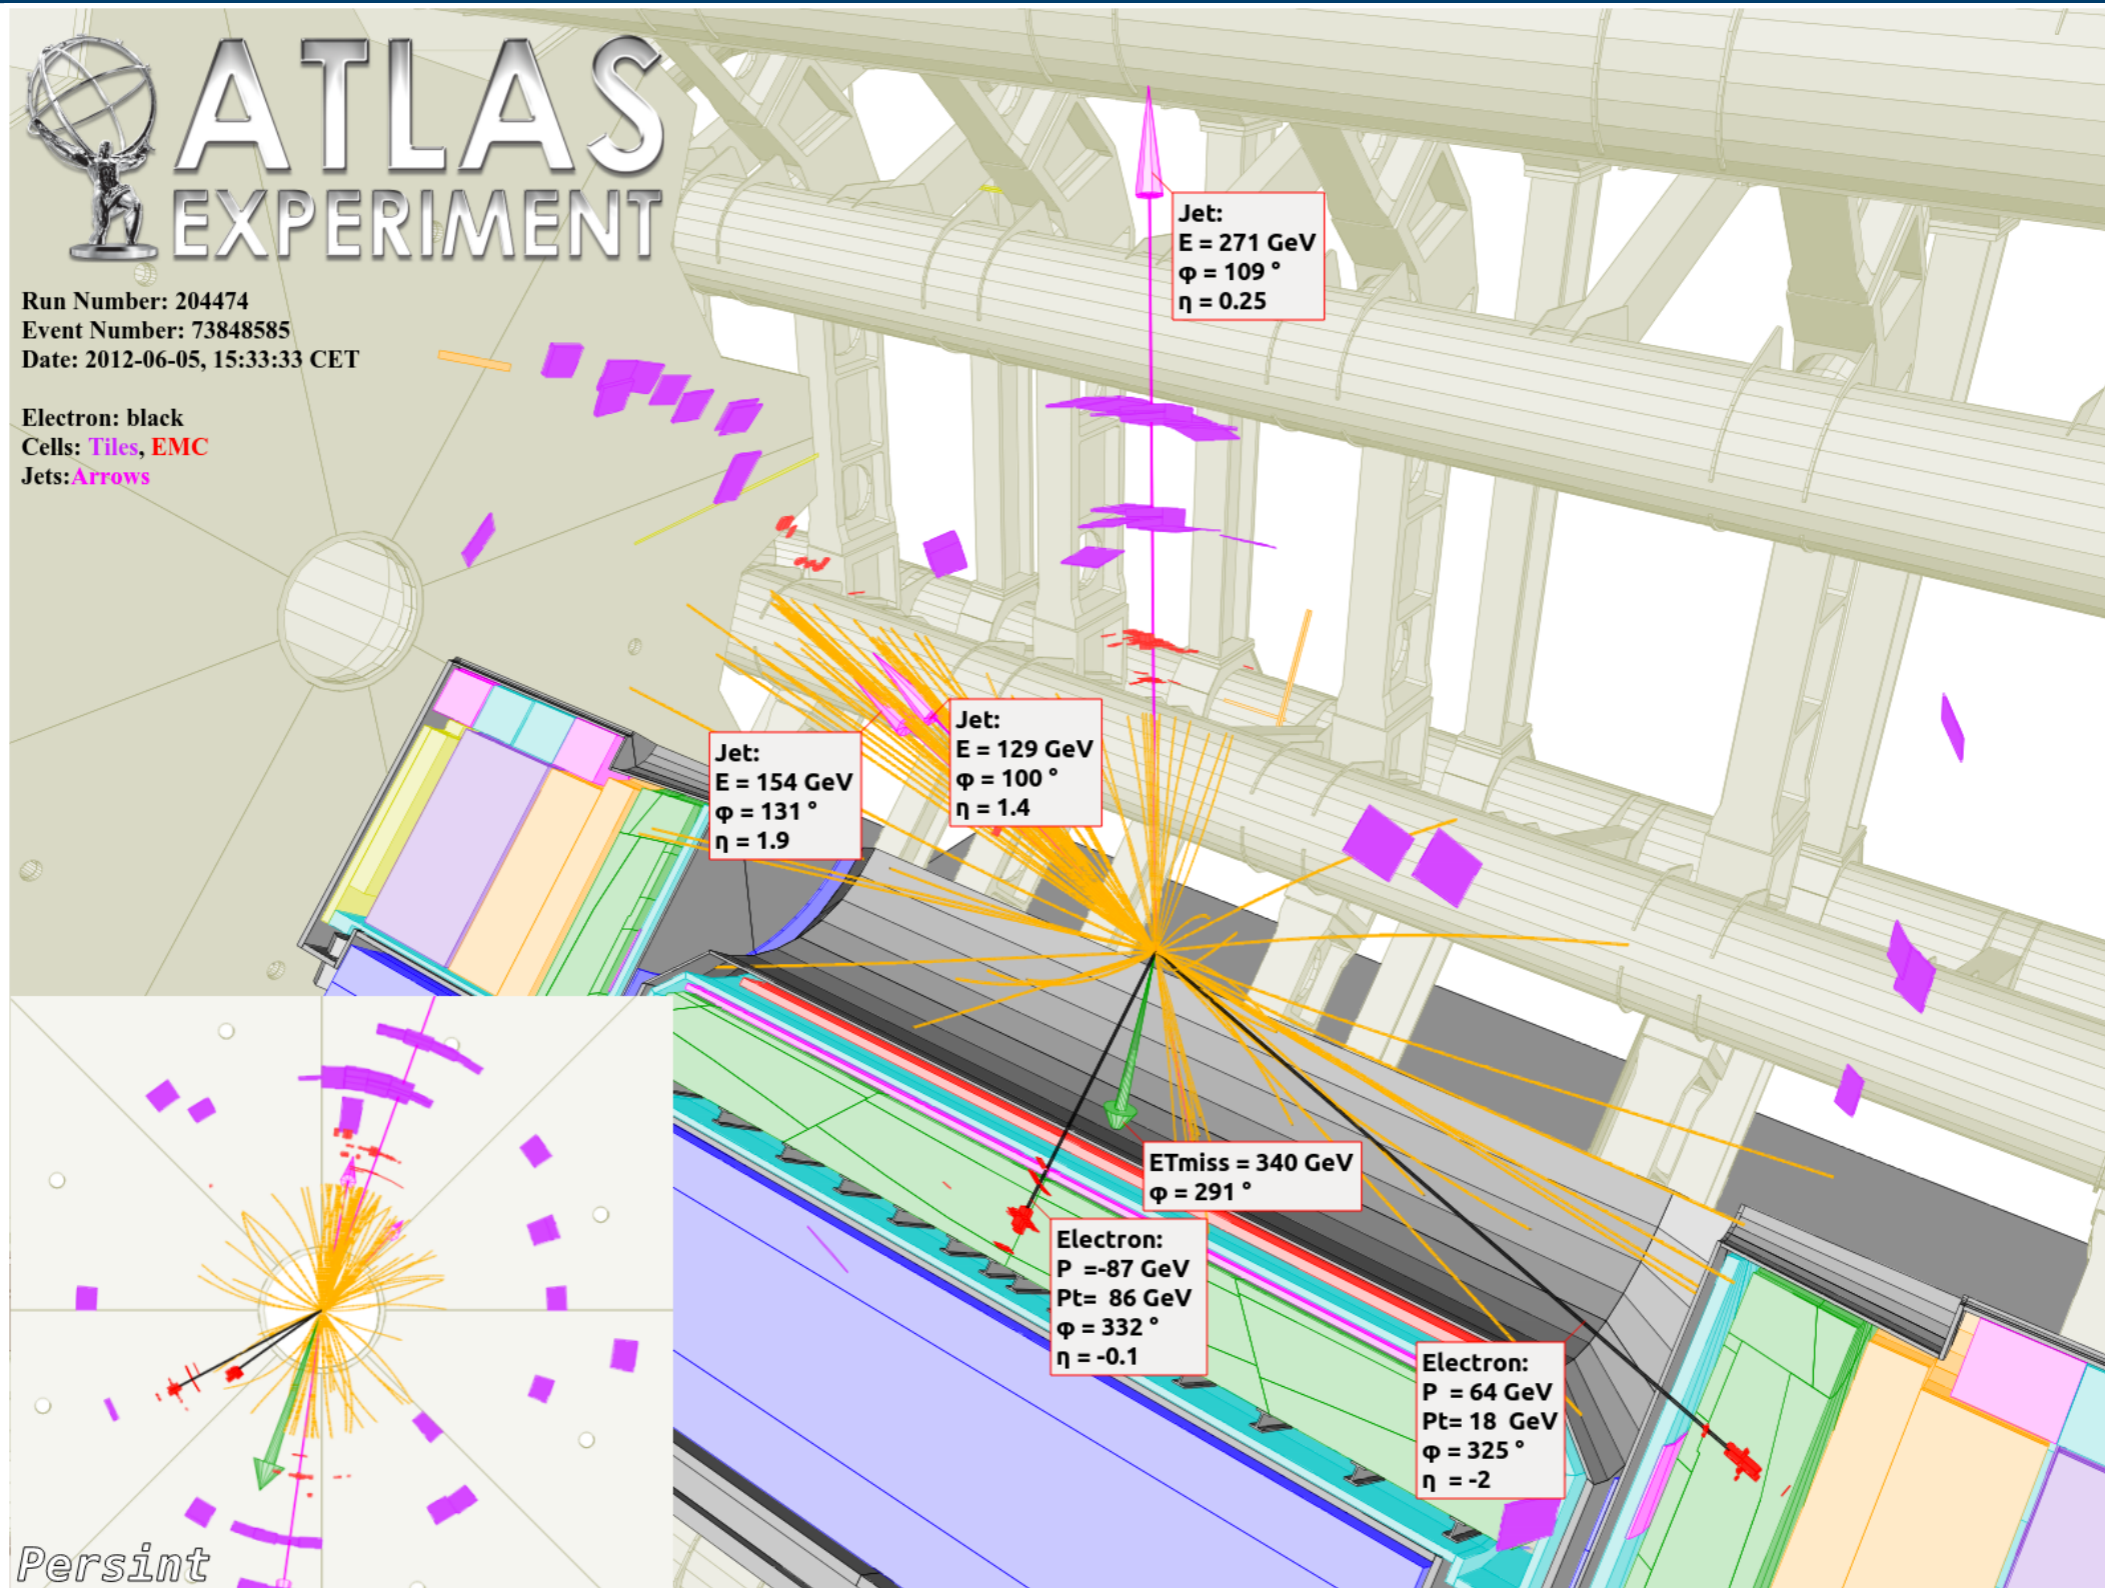 ATLAS
EXPERIMENT
Run Number: 204474
Event Number: 73848585
Date: 2012-06-05, 15:33:33 CET
Electron: black
Cells: Tiles, EMC
Jets:Arrows
Jet:
E = 271 GeV
φ = 109 °
η = 0.25
Jet:
E = 129 GeV
φ = 100 °
η = 1.4
Jet:
E = 154 GeV
φ = 131 °
η = 1.9
ETmiss = 340 GeV
φ = 291 °
Electron:
P =-87 GeV
Pt= 86 GeV
φ = 332 °
η = -0.1
Electron:
P = 64 GeV
Pt= 18 GeV
φ = 325 °
η = -2
Persint